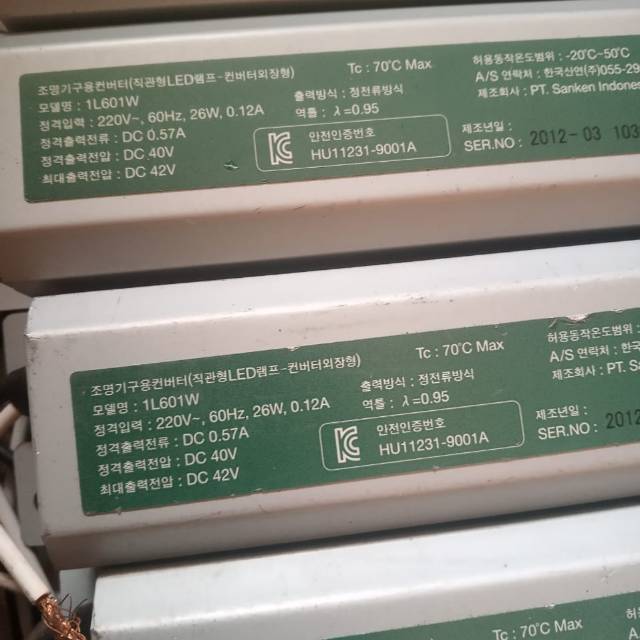 조명기구용컨버터(직관형LED램프-컨버터외장형)
모델명 : 1L601W
정격입력 : 220V~, 60Hz, 26W, 0.12A
정격출력전류 : DC 0.57A
정격출력전압 : DC 40V
최대출력전압 : DC 42V
Tc : 70℃ Max
출력방식 : 정전류방식
역률 : λ=0.95
안전인증번호
HU11231-9001A
허용동작온도범위 : -20℃~50℃
A/S 연락처 : 한국산연(주)055-29
제조회사 : PT. Sanken Indones
제조년일 :
SER.NO : 2012-03 103
조명기구용컨버터(직관형LED램프-컨버터외장형)
모델명 : 1L601W
정격입력 : 220V~, 60Hz, 26W, 0.12A
정격출력전류 : DC 0.57A
정격출력전압 : DC 40V
최대출력전압 : DC 42V
Tc : 70℃ Max
출력방식 : 정전류방식
역률 : λ=0.95
안전인증번호
HU11231-9001A
허용동작온도범위 :
A/S 연락처 : 한국
제조회사 : PT. Sa
제조년일 :
SER.NO : 2012
Tc : 70℃ Max